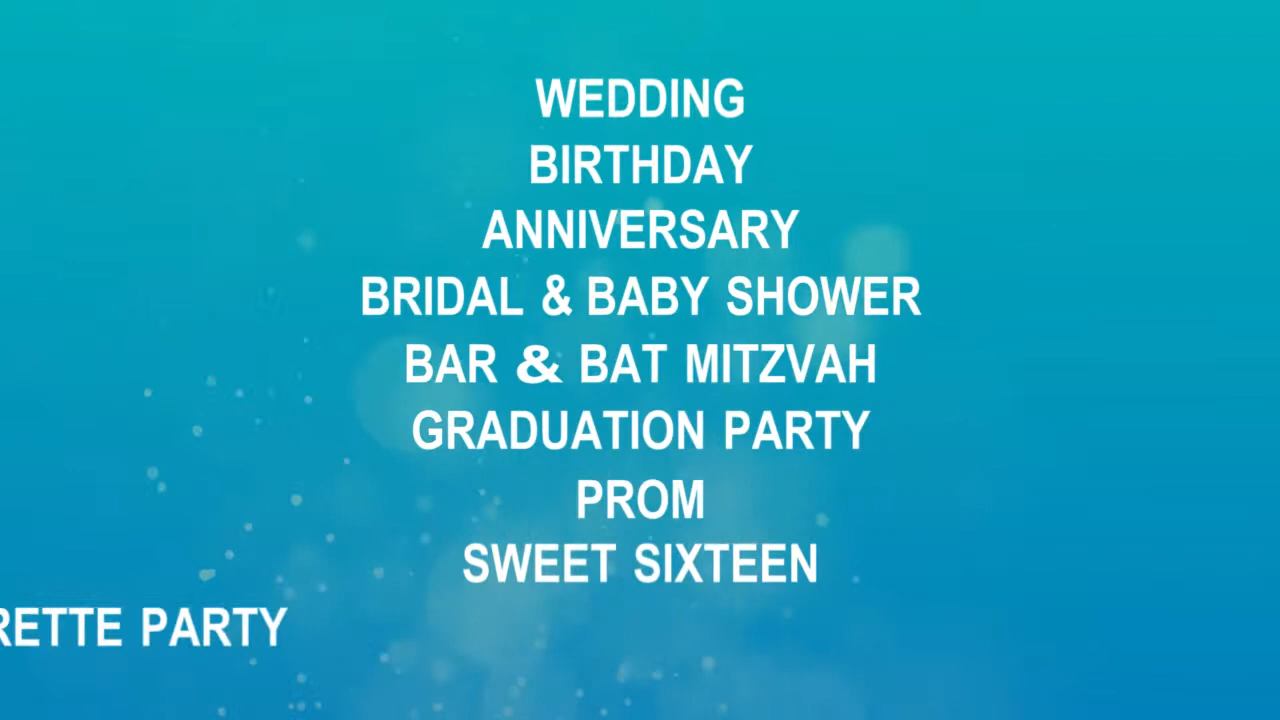 WEDDING
BIRTHDAY
ANNIVERSARY
BRIDAL & BABY SHOWER
BAR & BAT MITZVAH
GRADUATION PARTY
PROM
SWEET SIXTEEN
RETTE PARTY